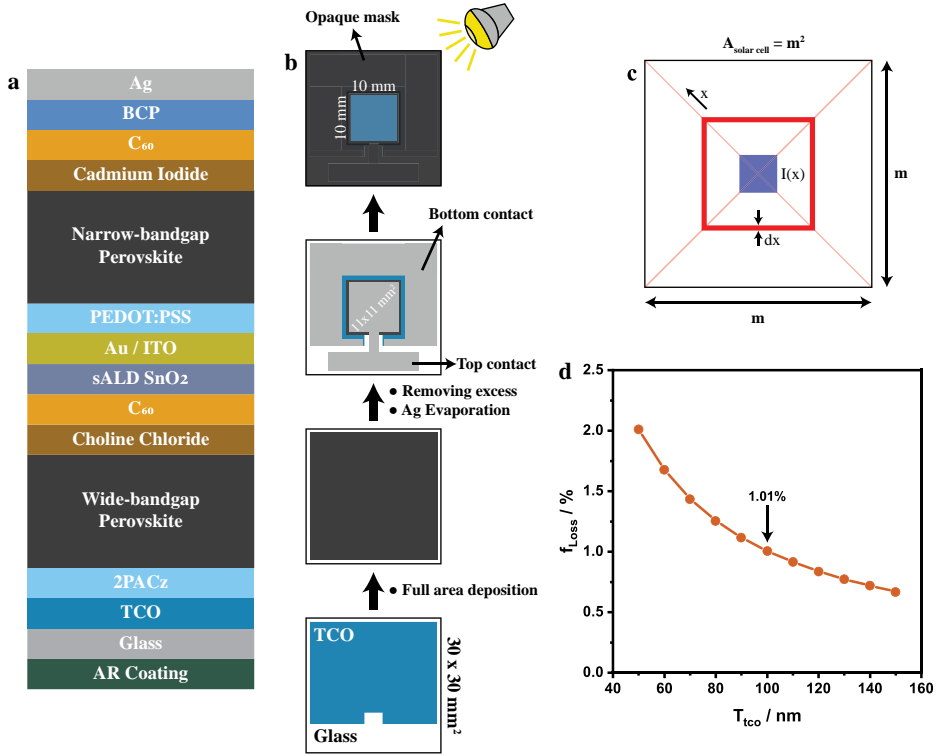 a
Ag
BCP
C₆₀
Cadmium Iodide
Narrow-bandgap
Perovskite
PEDOT:PSS
Au / ITO
sALD SnO₂
C₆₀
Choline Chloride
Wide-bandgap
Perovskite
2PACz
TCO
Glass
AR Coating
b
Opaque mask
10 mm
10 mm
Bottom contact
11x11 mm²
Top contact
● Removing excess
● Ag Evaporation
● Full area deposition
TCO
30 x 30 mm²
Glass
c
A solar cell = m²
x
I(x)
dx
m
m
d
f Loss / %
2.5
2.0
1.5
1.0
0.5
0.0
1.01%
40 60 80 100 120 140 160
T tco / nm